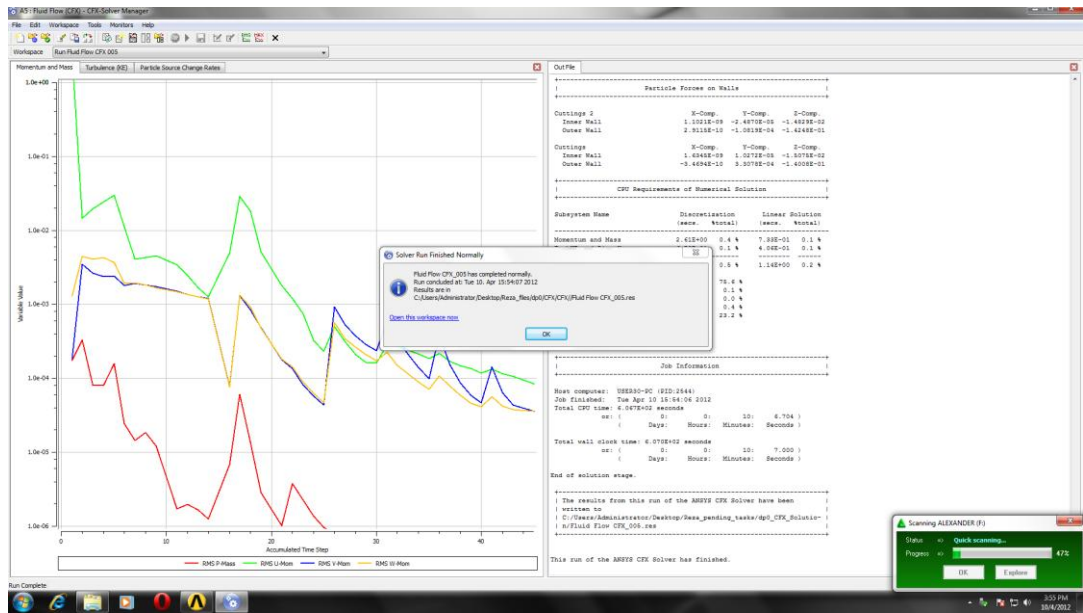 A5 : Fluid Flow (CFX) - CFX-Solver Manager
File Edit Workspace Tools Monitors Help
Workspace Run Fluid Flow CFX 005
Momentum and Mass Turbulence (KE) Particle Source Change Rates
1.0e+00
1.0e-01
1.0e-02
1.0e-03
1.0e-04
1.0e-05
1.0e-06
Variable Value
0 10 20 30 40
Accumulated Time Step
RMS P-Mass RMS U-Mom RMS V-Mom RMS W-Mom
Run Complete
Out File
Particle Forces on Walls
Cuttings 2 X-Comp. Y-Comp. Z-Comp.
Inner Wall 1.1021E-09 -2.4870E-05 -1.4829E-02
Outer Wall 2.9115E-10 -1.0819E-04 -1.4248E-01
Cuttings X-Comp. Y-Comp. Z-Comp.
Inner Wall 1.6345E-09 1.0272E-05 -1.5075E-02
Outer Wall -3.4694E-10 3.3078E-04 -1.4008E-01
CPU Requirements of Numerical Solution
Subsystem Name Discretization Linear Solution
(secs. %total) (secs. %total)
Momentum and Mass 2.61E+00 0.4 % 7.33E-01 0.1 %
0.1 % 4.06E-01 0.1 %
0.5 % 1.14E+00 0.2 %
78.6 %
0.1 %
0.0 %
0.4 %
23.2 %
Solver Run Finished Normally
Fluid Flow CFX_005 has completed normally.
Run concluded at: Tue 10. Apr 15:54:07 2012
Results are in
C:/Users/Administrator/Desktop/Reza_files/dp0/CFX/CFX//Fluid Flow CFX_005.res
Open this workspace now
OK
Job Information
Host computer: USER30-PC (PID:2544)
Job finished: Tue Apr 10 15:54:06 2012
Total CPU time: 6.067E+02 seconds
or: ( 0: 0: 10: 6.704 )
( Days: Hours: Minutes: Seconds )
Total wall clock time: 6.070E+02 seconds
or: ( 0: 0: 10: 7.000 )
( Days: Hours: Minutes: Seconds )
End of solution stage.
The results from this run of the ANSYS CFX Solver have been
written to
C:/Users/Administrator/Desktop/Reza_pending_tasks/dp0_CFX_Solutio-
n/Fluid Flow CFX_005.res
This run of the ANSYS CFX Solver has finished.
Scanning ALEXANDER (F:)
Status => Quick scanning...
Progress => 47%
OK Explore
3:55 PM
10/4/2012